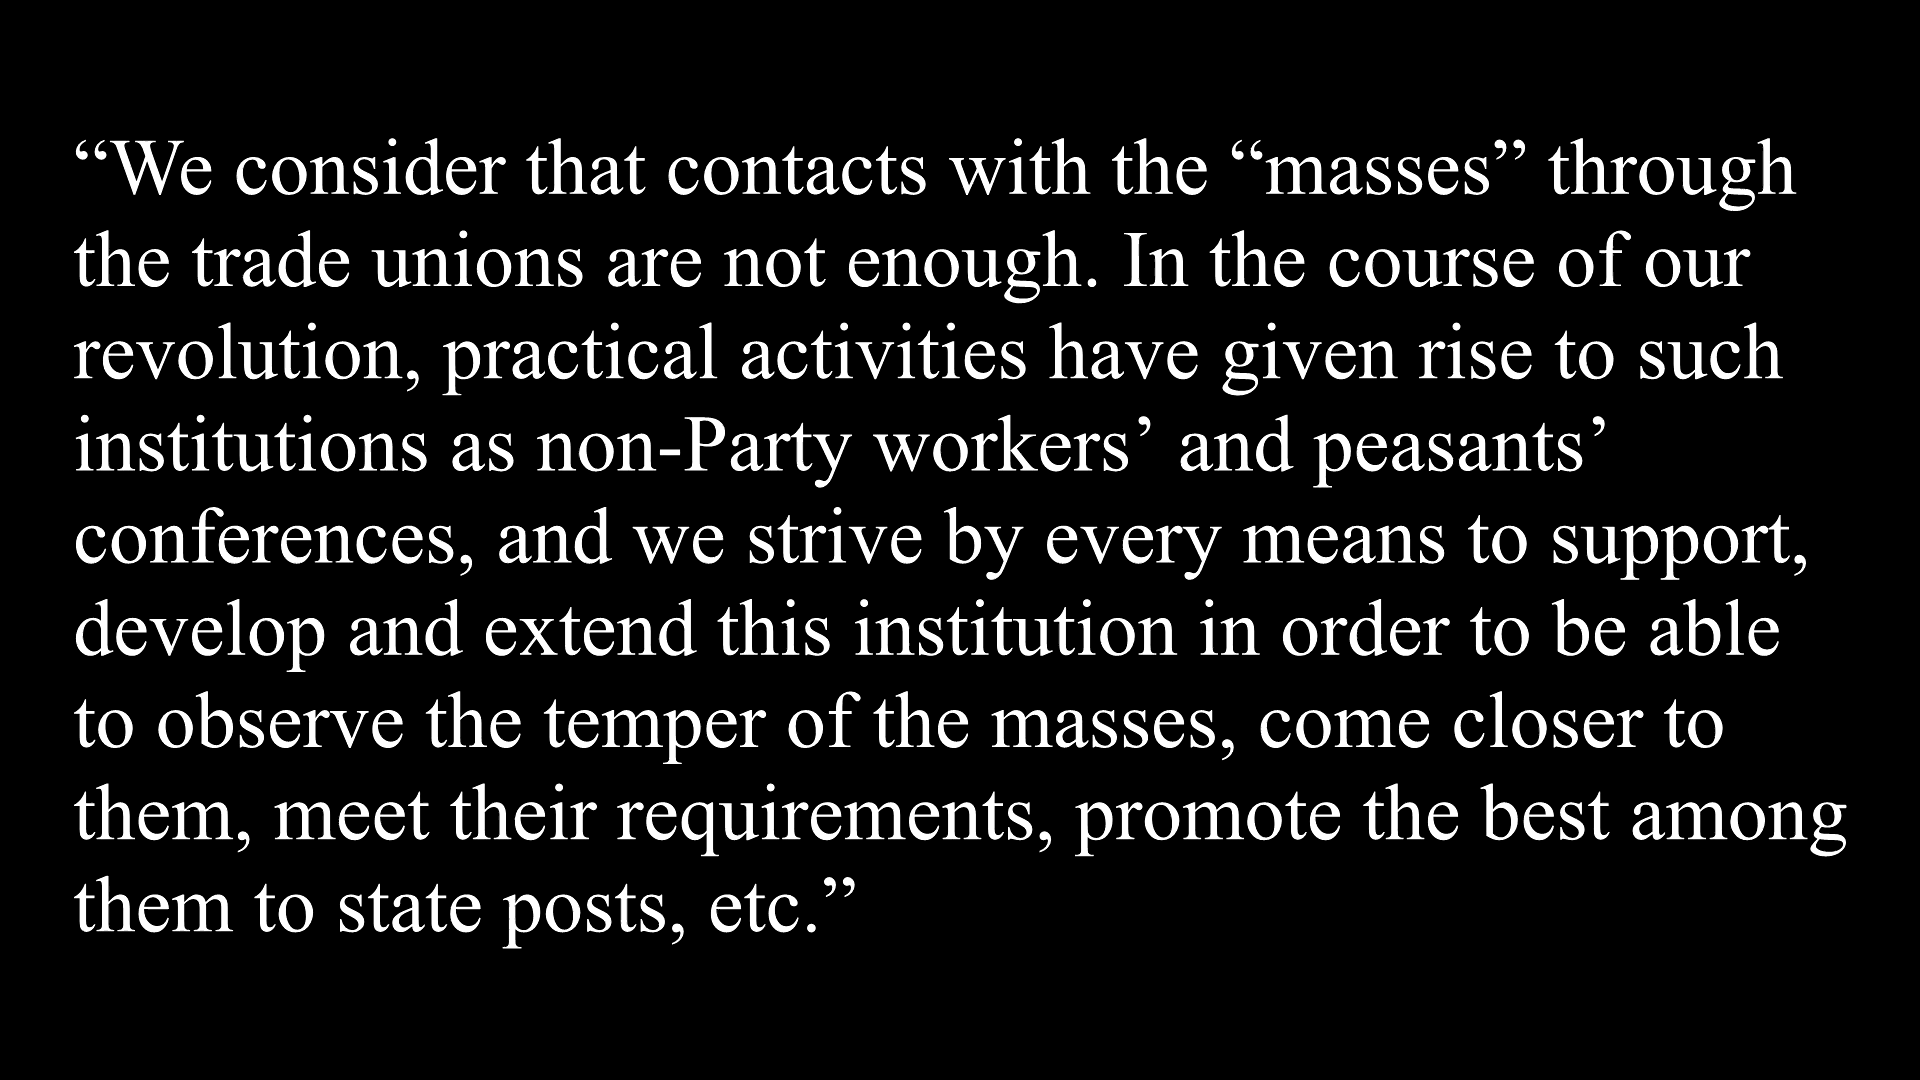 “We consider that contacts with the “masses” through
the trade unions are not enough. In the course of our
revolution, practical activities have given rise to such
institutions as non-Party workers’ and peasants’
conferences, and we strive by every means to support,
develop and extend this institution in order to be able
to observe the temper of the masses, come closer to
them, meet their requirements, promote the best among
them to state posts, etc.”